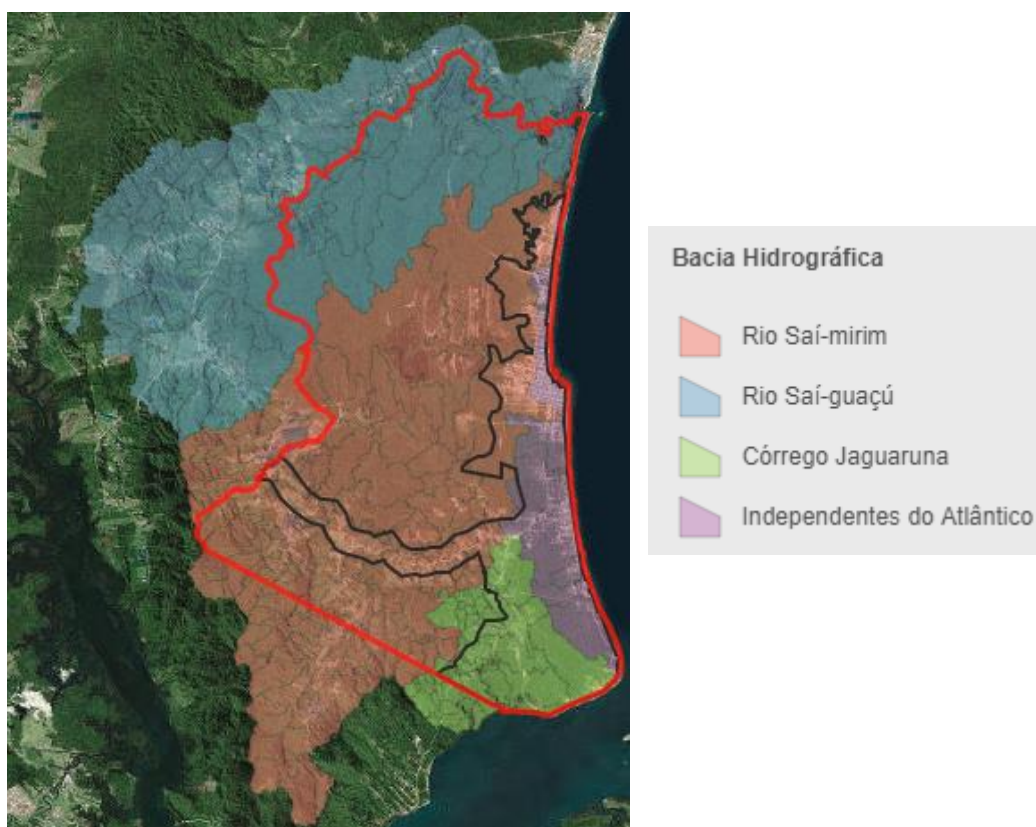 Bacia Hidrográfica
Rio Saí-mirim
Rio Saí-guaçú
Córrego Jaguaruna
Independentes do Atlântico